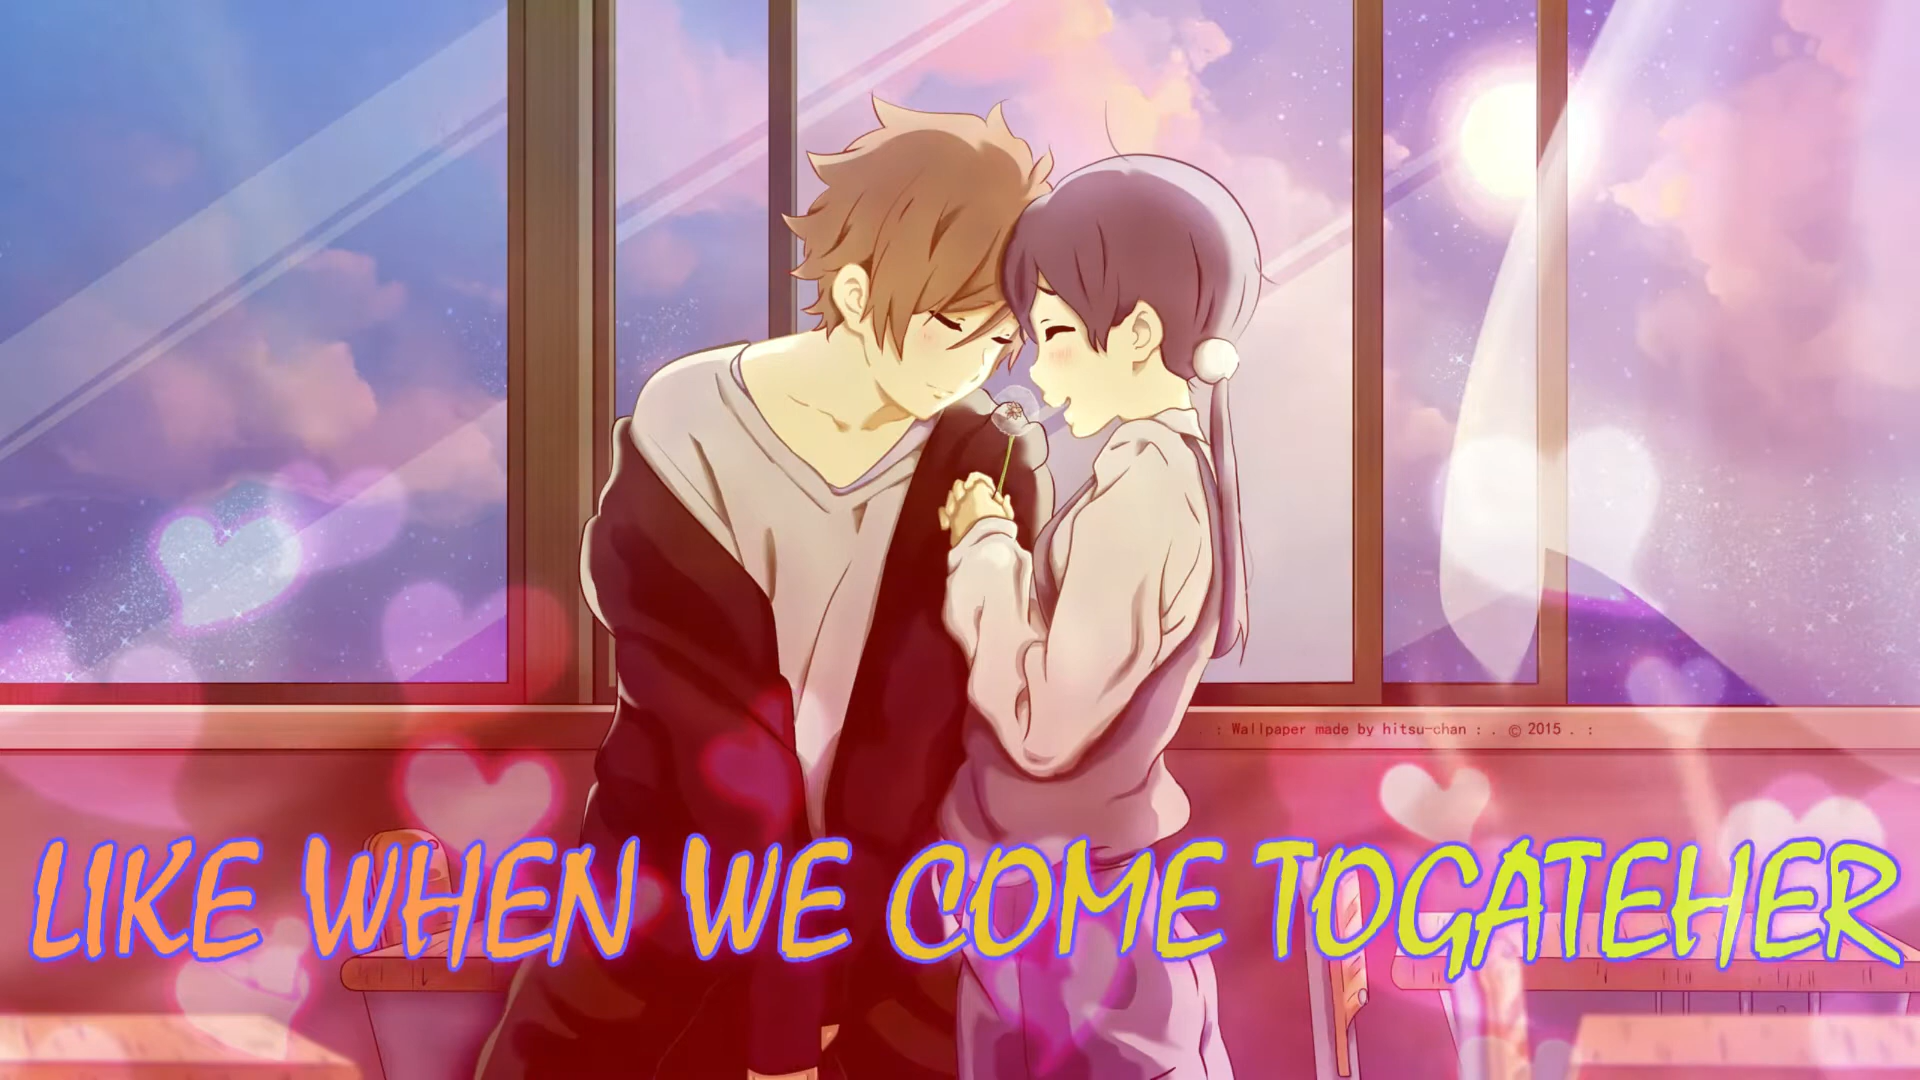 . : Wallpaper made by hitsu-chan : . © 2015 . :
LIKE WHEN WE COME TOGATEHER